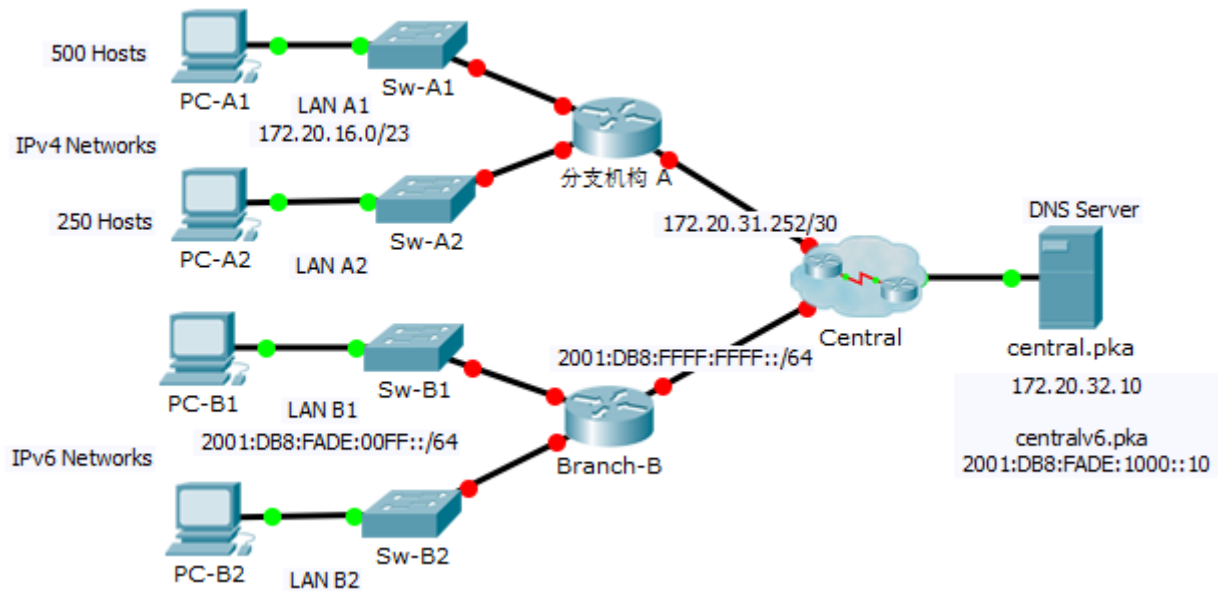 500 Hosts
PC-A1
Sw-A1
LAN A1
172.20.16.0/23
IPv4 Networks
分支机构 A
250 Hosts
PC-A2
Sw-A2
LAN A2
172.20.31.252/30
DNS Server
Central
central.pka
172.20.32.10
centralv6.pka
2001:DB8:FADE:1000::10
2001:DB8:FFFF:FFFF::/64
PC-B1
Sw-B1
LAN B1
2001:DB8:FADE:00FF::/64
IPv6 Networks
Branch-B
PC-B2
Sw-B2
LAN B2